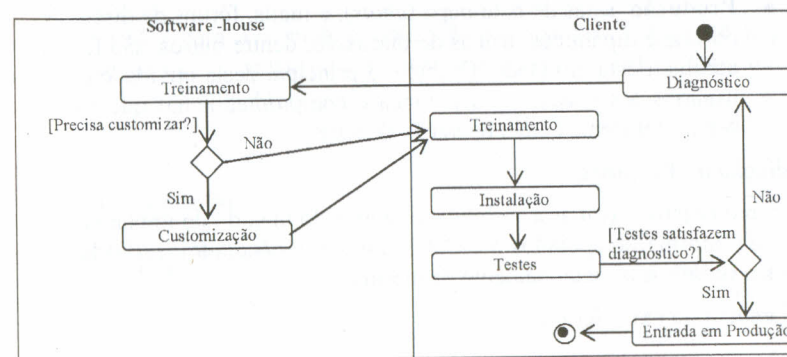 Software -house
Cliente
Treinamento
Diagnóstico
[Precisa customizar?]
Não
Sim
Customização
Treinamento
Instalação
Testes
[Testes satisfazem
diagnóstico?]
Não
Sim
Entrada em Produção